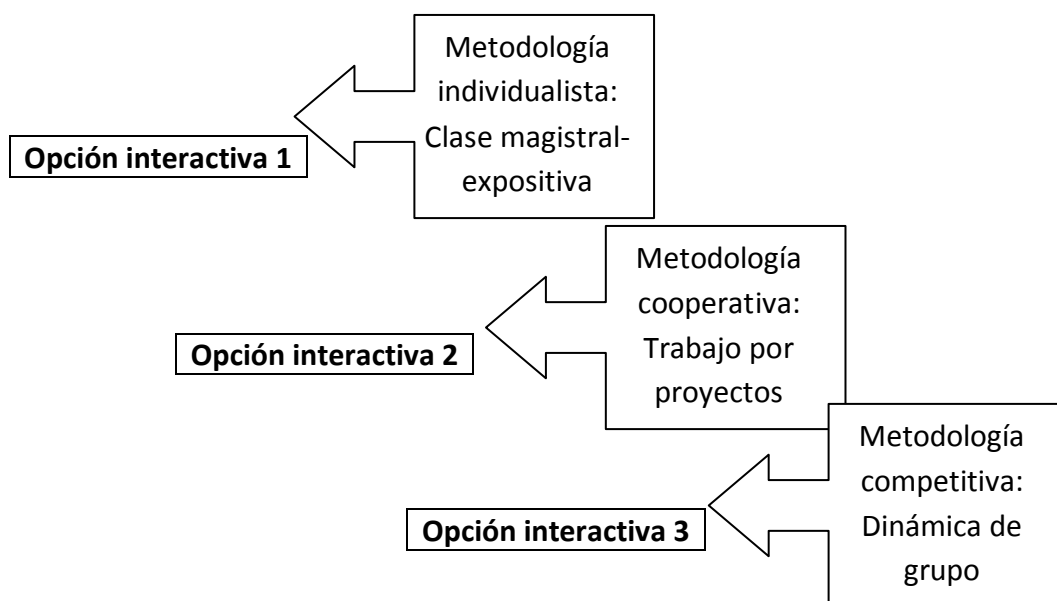 Metodología
individualista:
Clase magistral-
expositiva
Opción interactiva 1
Metodología
cooperativa:
Trabajo por
proyectos
Opción interactiva 2
Metodología
competitiva:
Dinámica de
grupo
Opción interactiva 3